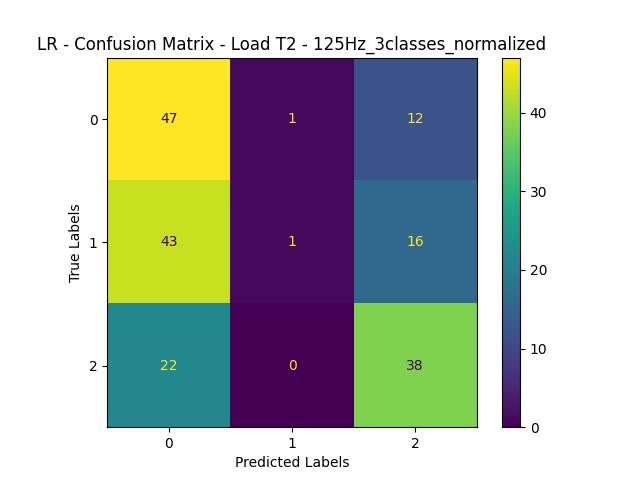 LR - Confusion Matrix - Load T2 - 125Hz_3classes_normalized
0 47 1 12
1 43 1 16
2 22 0 38
0 1 2
Predicted Labels
True Labels
40
30
20
10
0